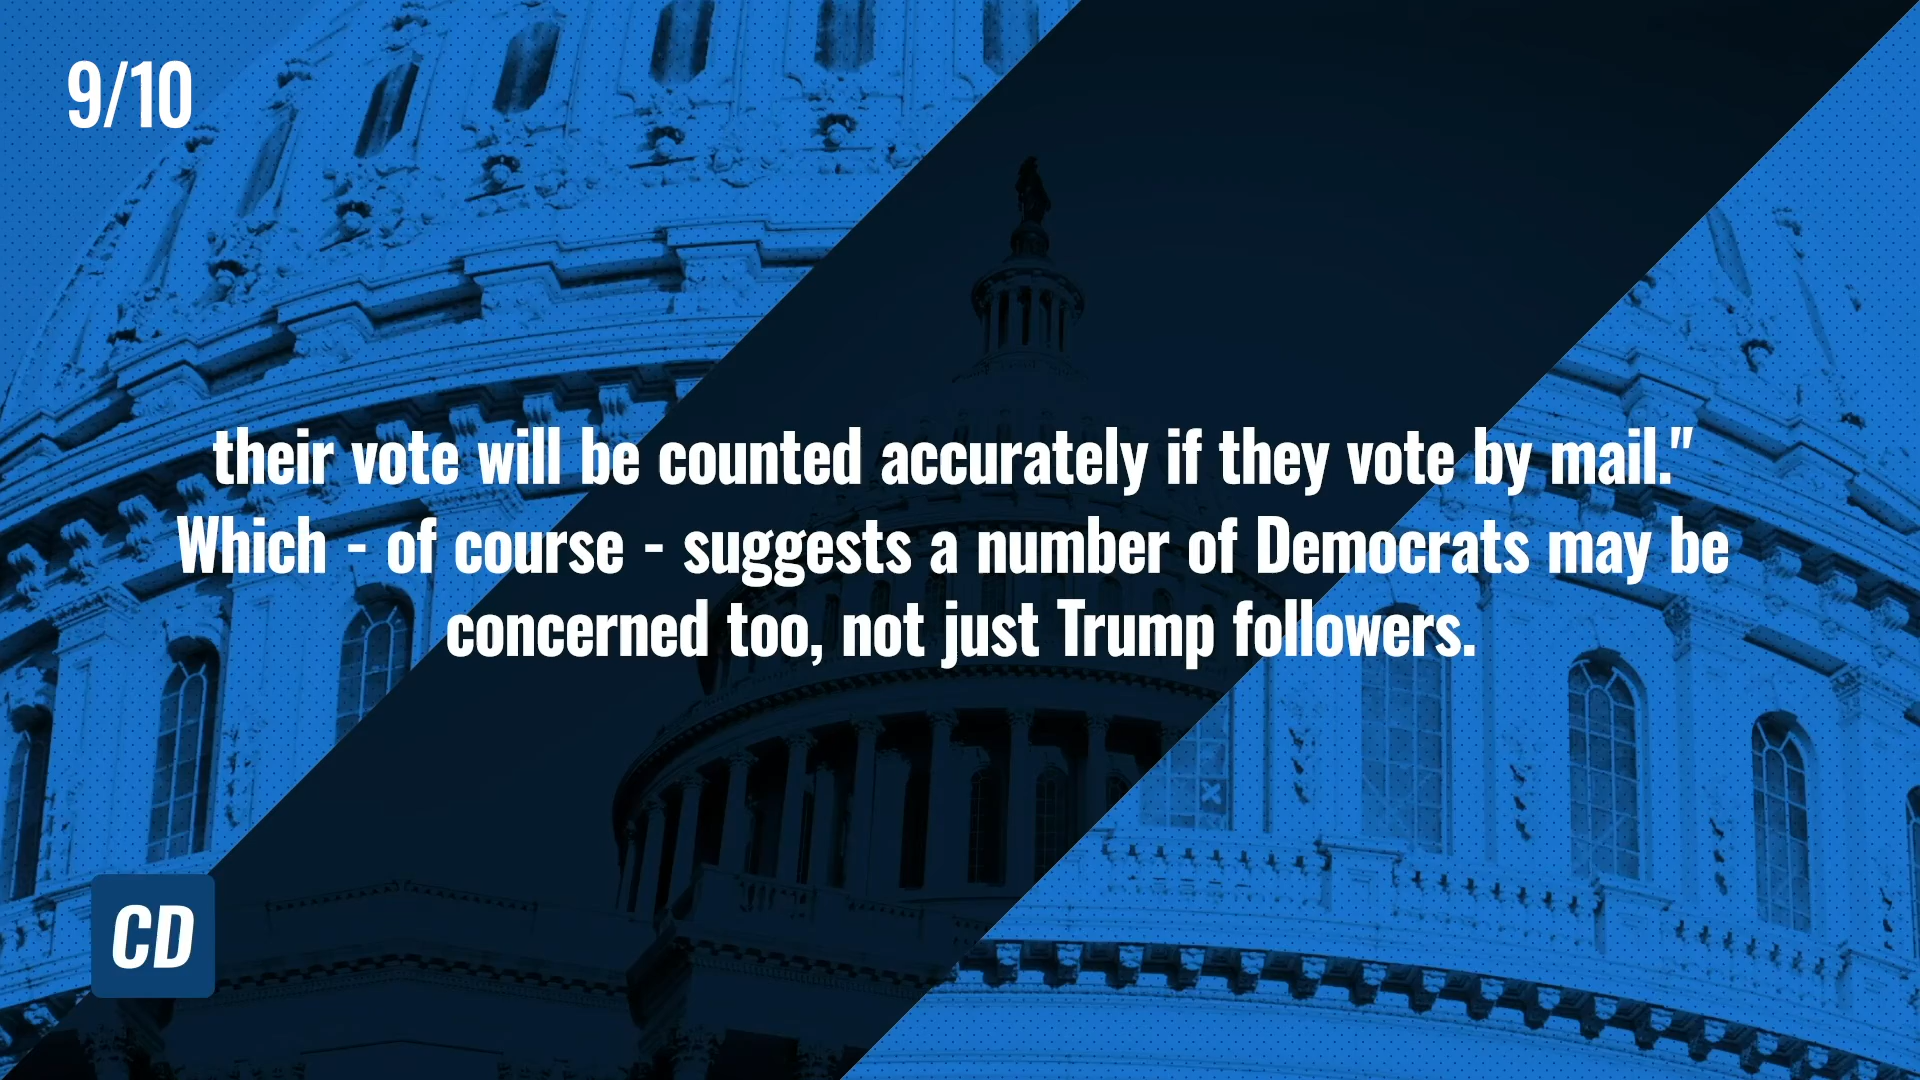 9/10
their vote will be counted accurately if they vote by mail."
Which - of course - suggests a number of Democrats may be
concerned too, not just Trump followers.
CD